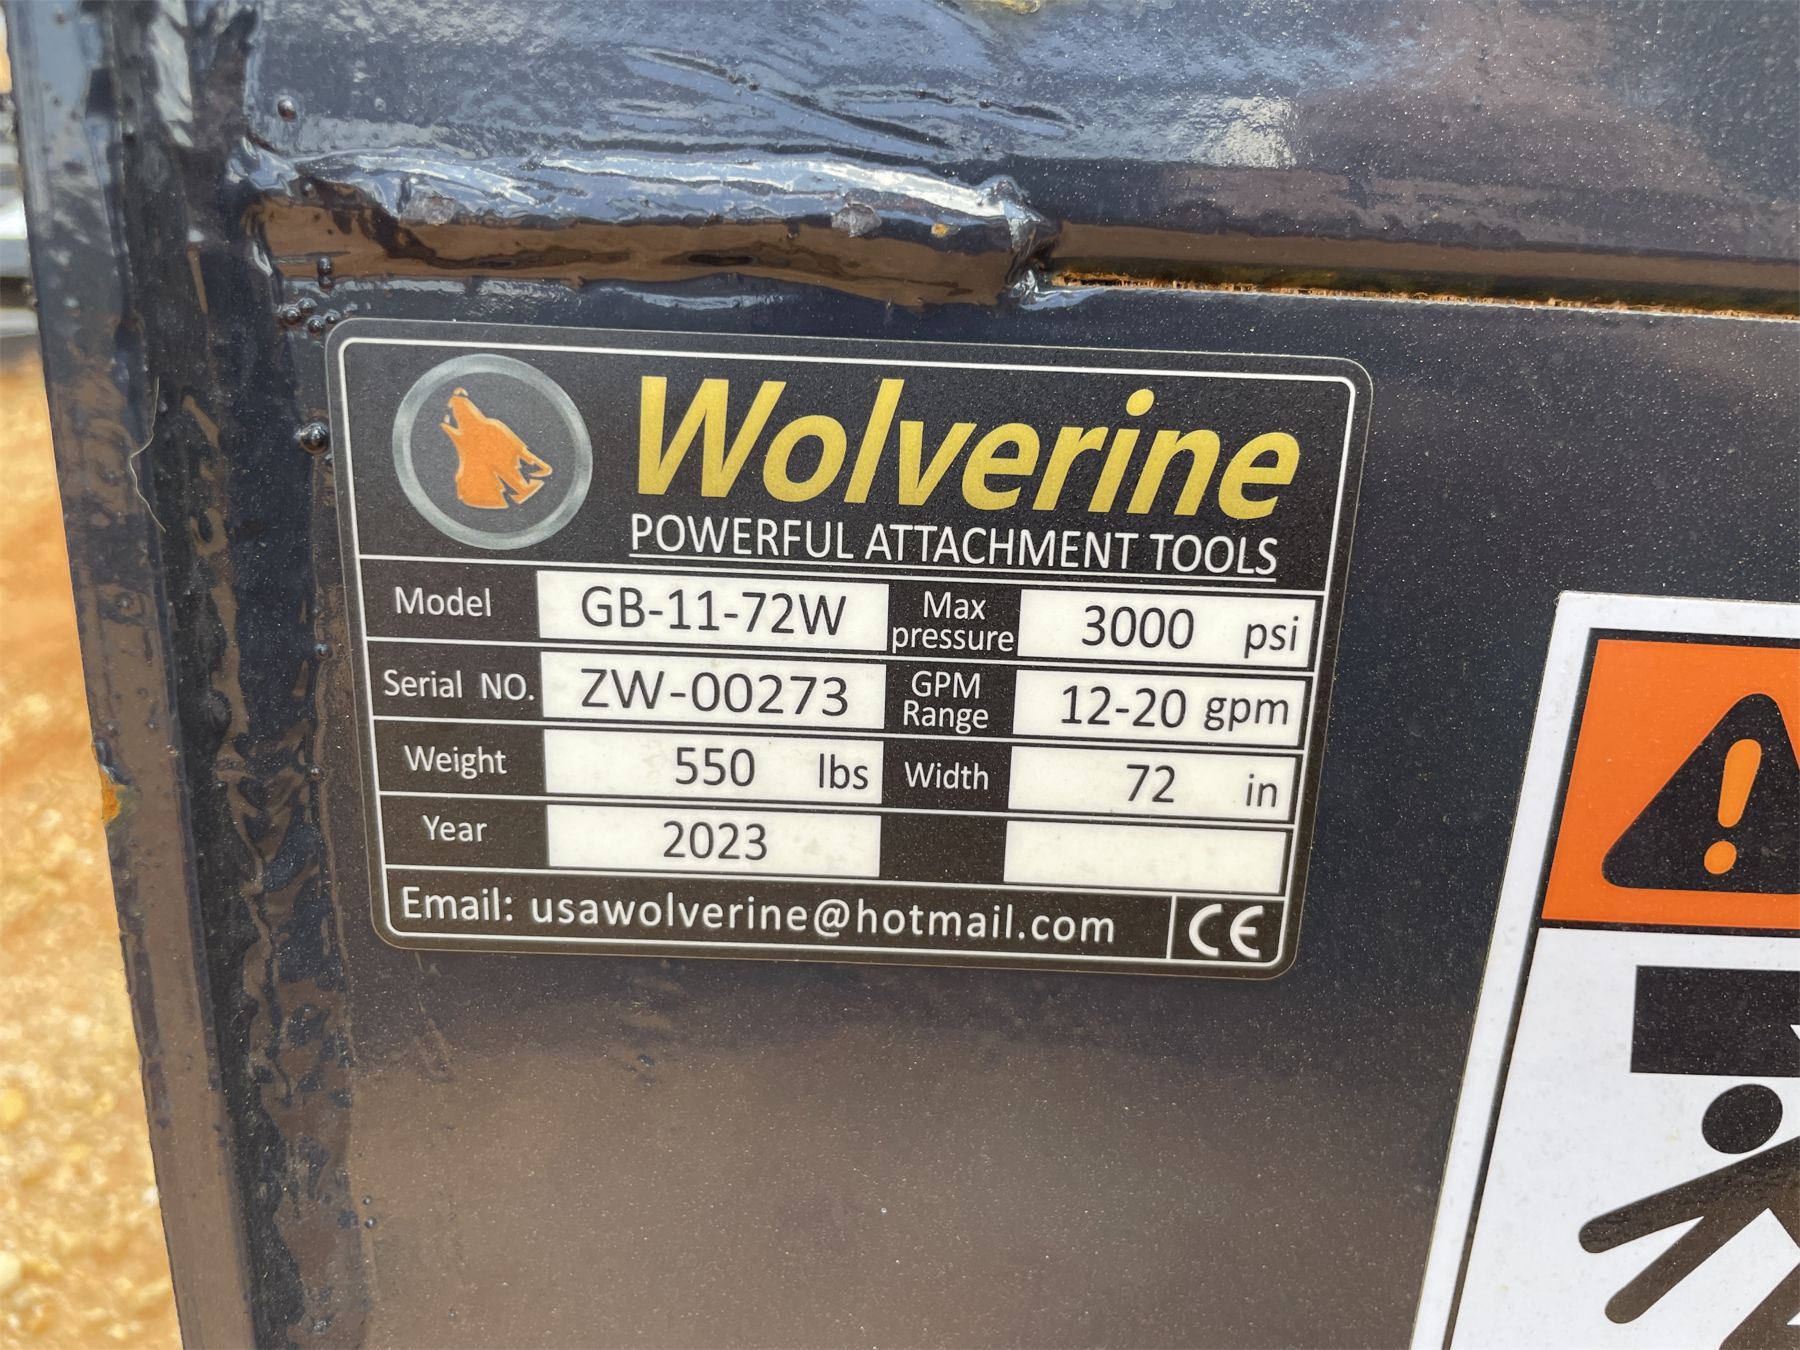 Wolverine
POWERFUL ATTACHMENT TOOLS
Model GB-11-72W Max pressure 3000 psi
Serial NO. ZW-00273 GPM Range 12-20 gpm
Weight 550 lbs Width 72 in
Year 2023
Email: usawolverine@hotmail.com CE